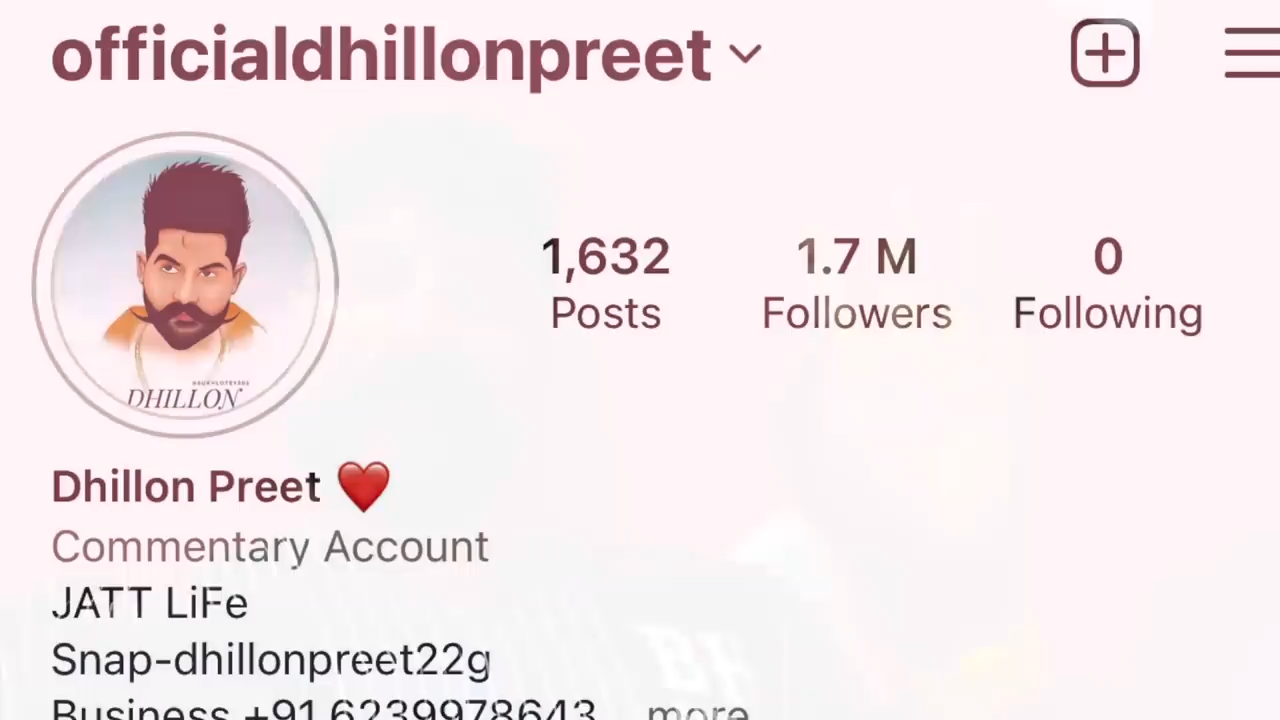 officialdhillonpreet
1,632
Posts
1.7 M
Followers
0
Following
DHILLON
Dhillon Preet ❤️
Commentary Account
JATT LiFe
Snap-dhillonpreet22g
Business +91 6239978643 ... more